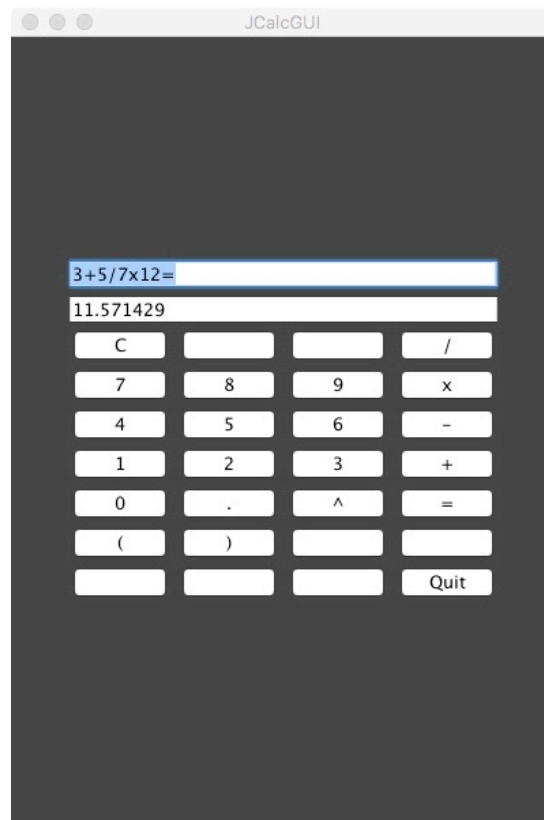 JCalcGUI
3+5/7x12=
11.571429
C /
7 8 9 x
4 5 6 -
1 2 3 +
0 . ^ =
( )
Quit